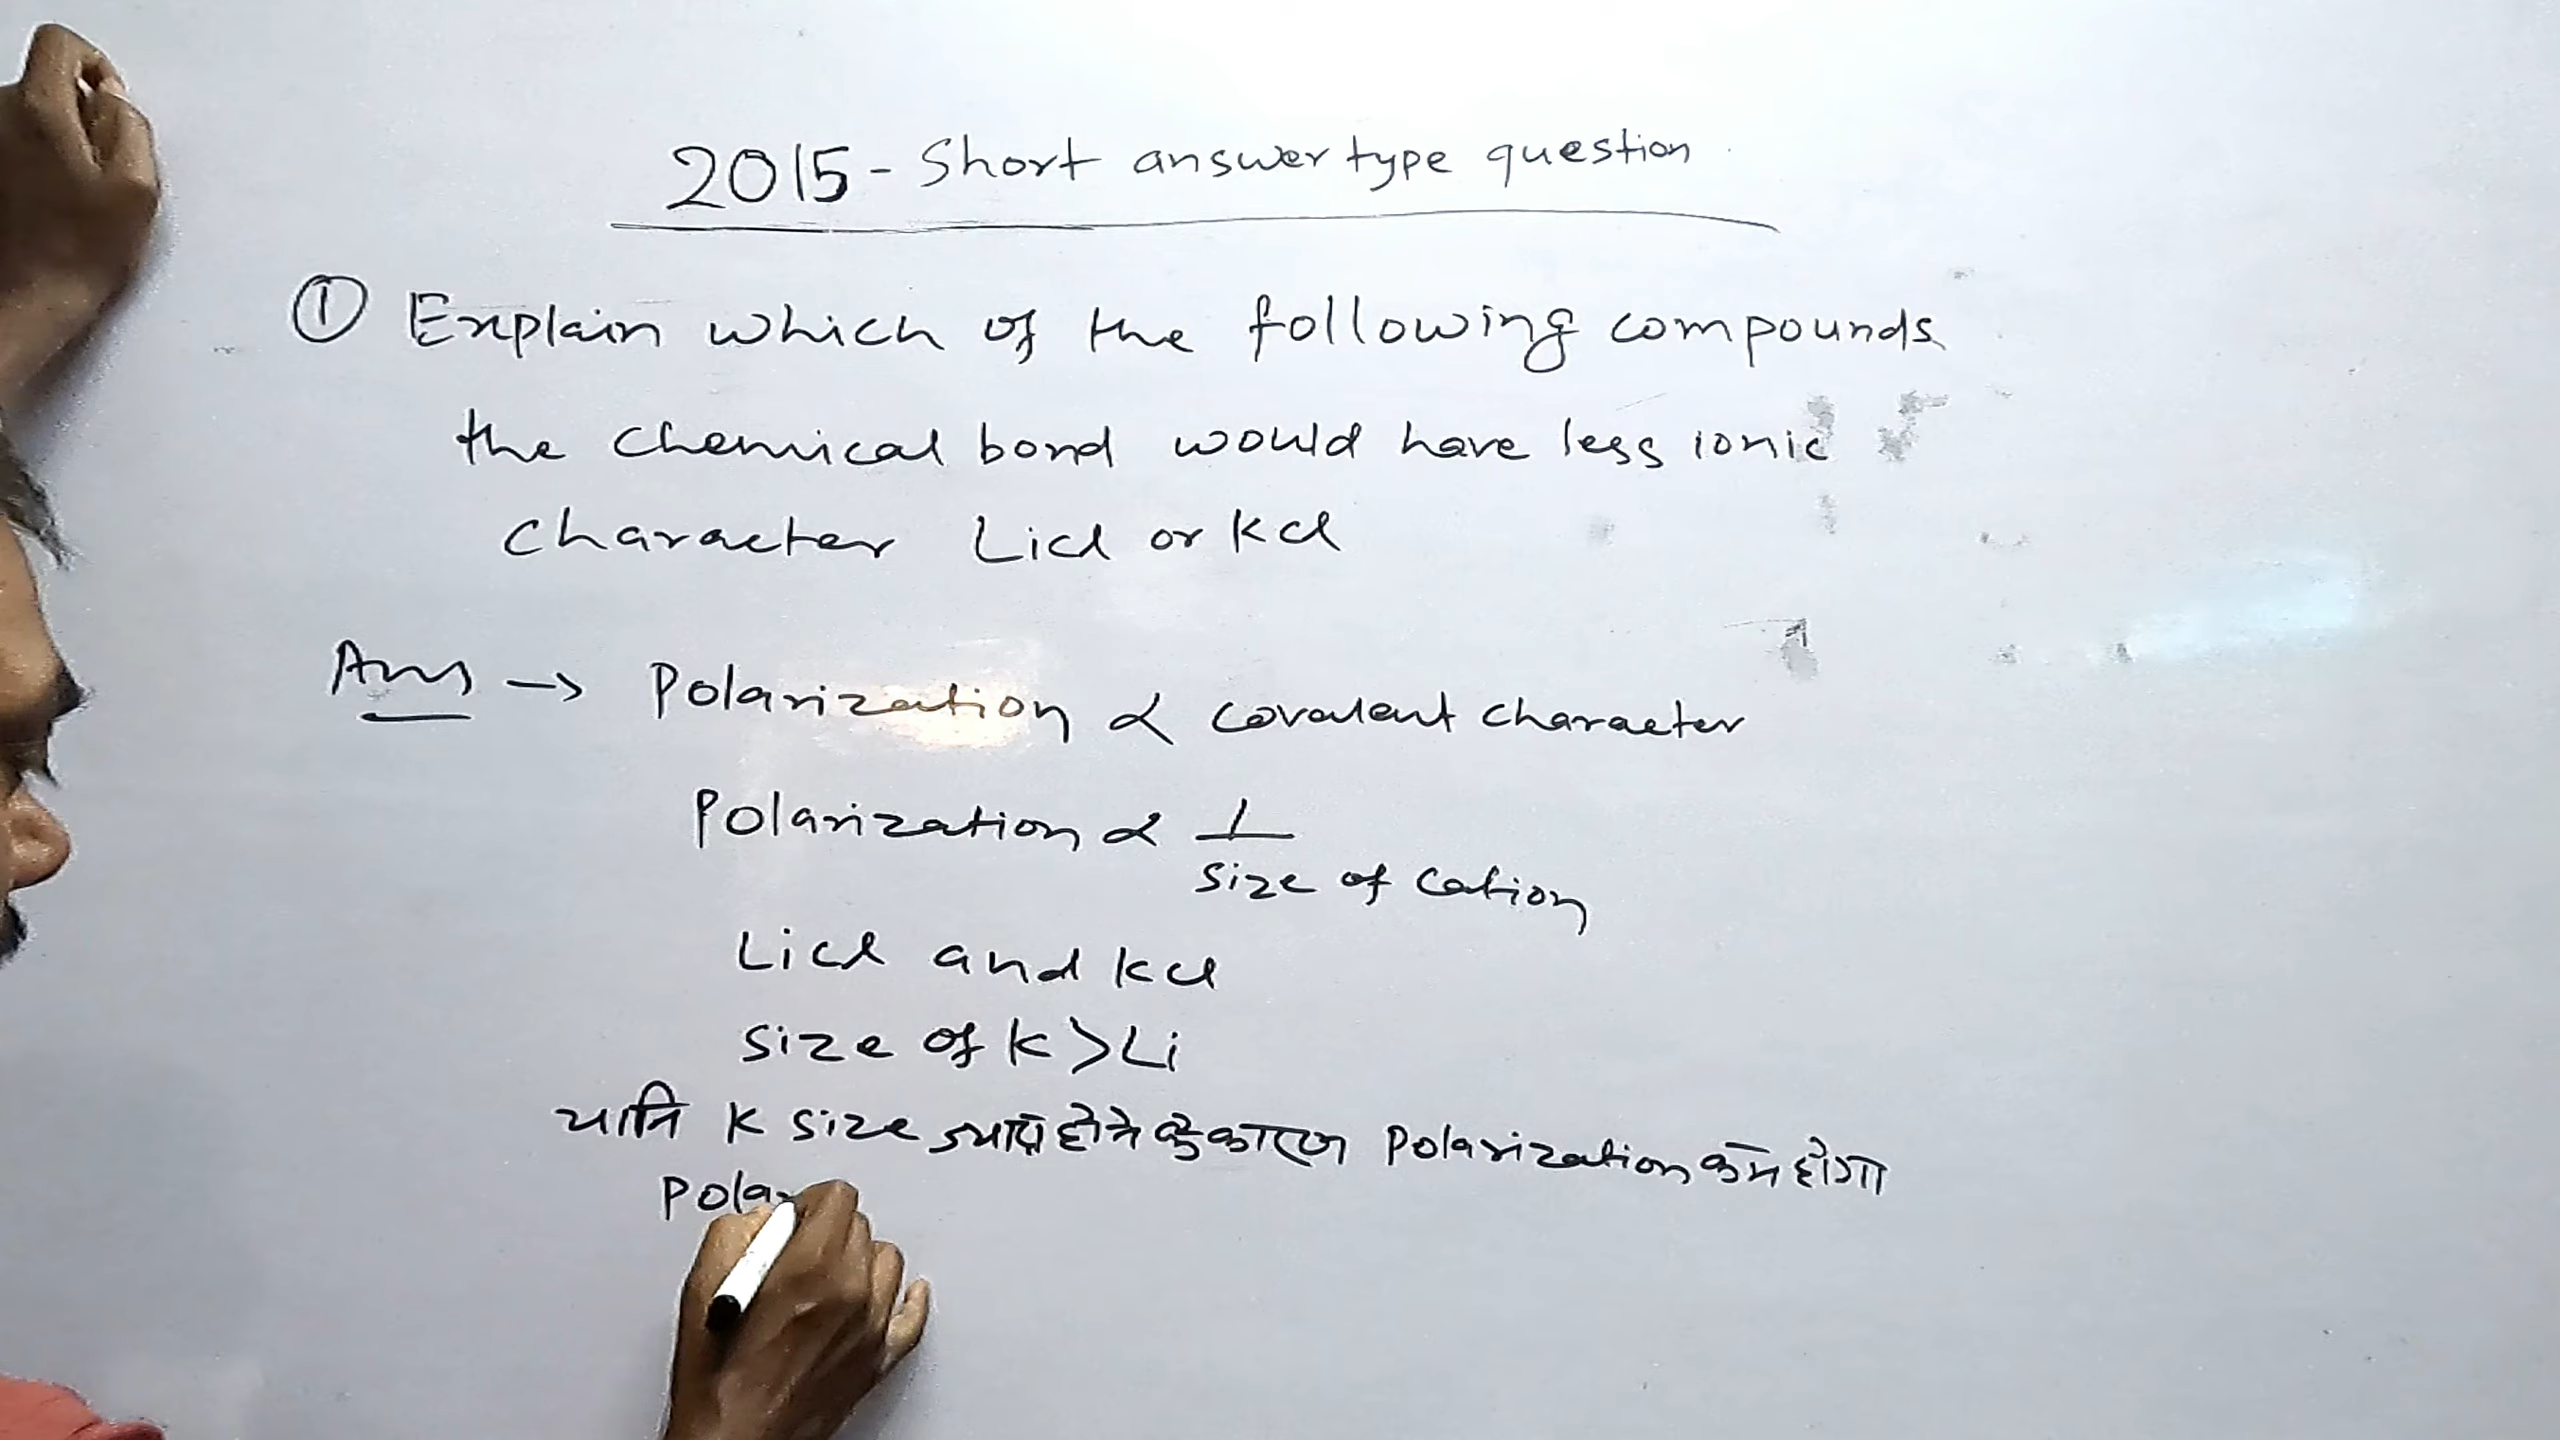 2015 - Short answer type question
① Explain which of the following compounds
the chemical bond would have less ionic
character LiCl or KCl
Ans → Polarization ∝ covalent character
Polarization ∝ 1
size of cation
LiCl and KCl
size of K > Li
यानि K size ज्यादा होने के कारण Polarization कम होगा
Polar